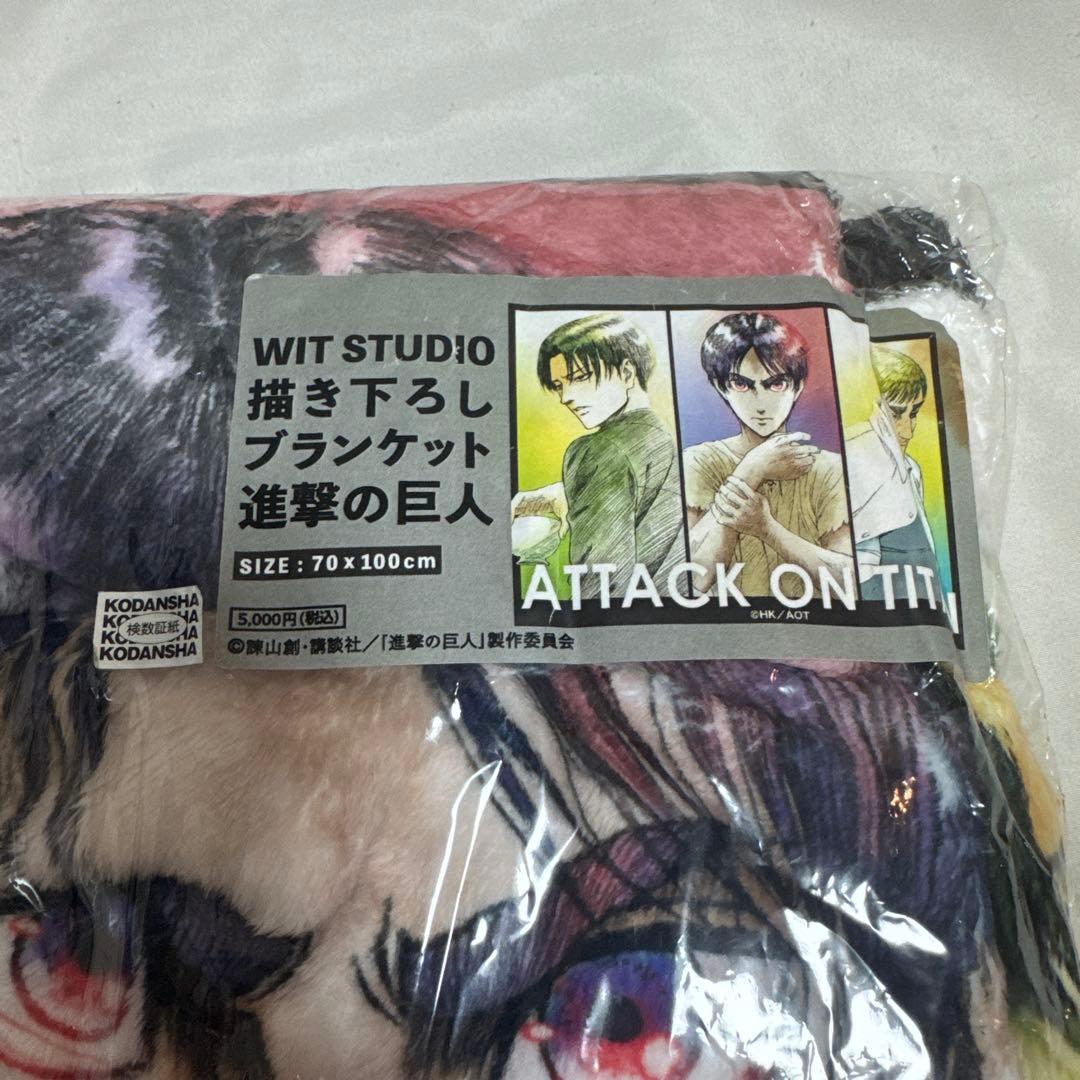 WIT STUDIO
描き下ろし
ブランケット
進撃の巨人
SIZE : 70 x 100cm
5,000円(税込)
©諫山創・講談社/「進撃の巨人」製作委員会
KODANSHA
検数証紙
KODANSHA
ATTACK ON TIT
©HK/AOT